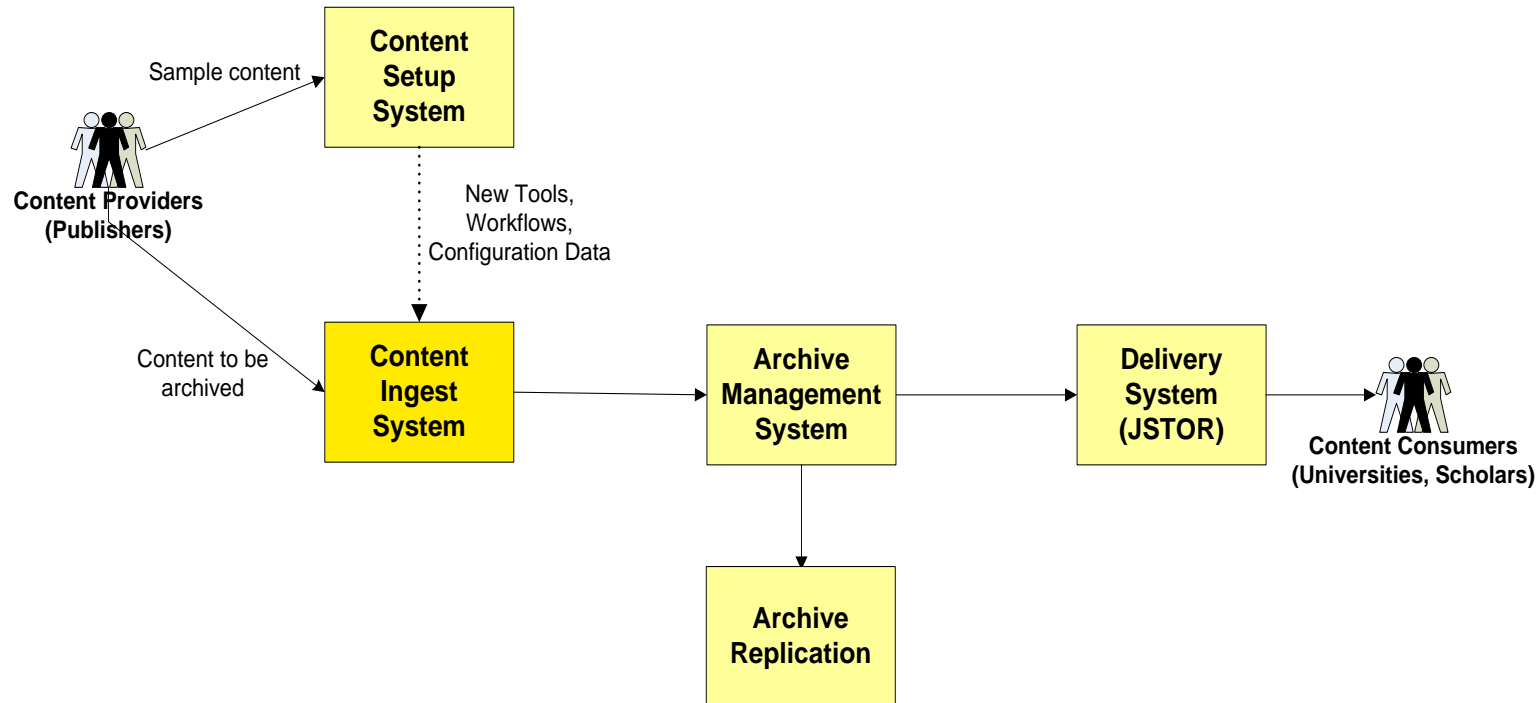 Content
Setup
System
Sample content
Content Providers
(Publishers)
New Tools,
Workflows,
Configuration Data
Content to be
archived
Content
Ingest
System
Archive
Management
System
Delivery
System
(JSTOR)
Content Consumers
(Universities, Scholars)
Archive
Replication